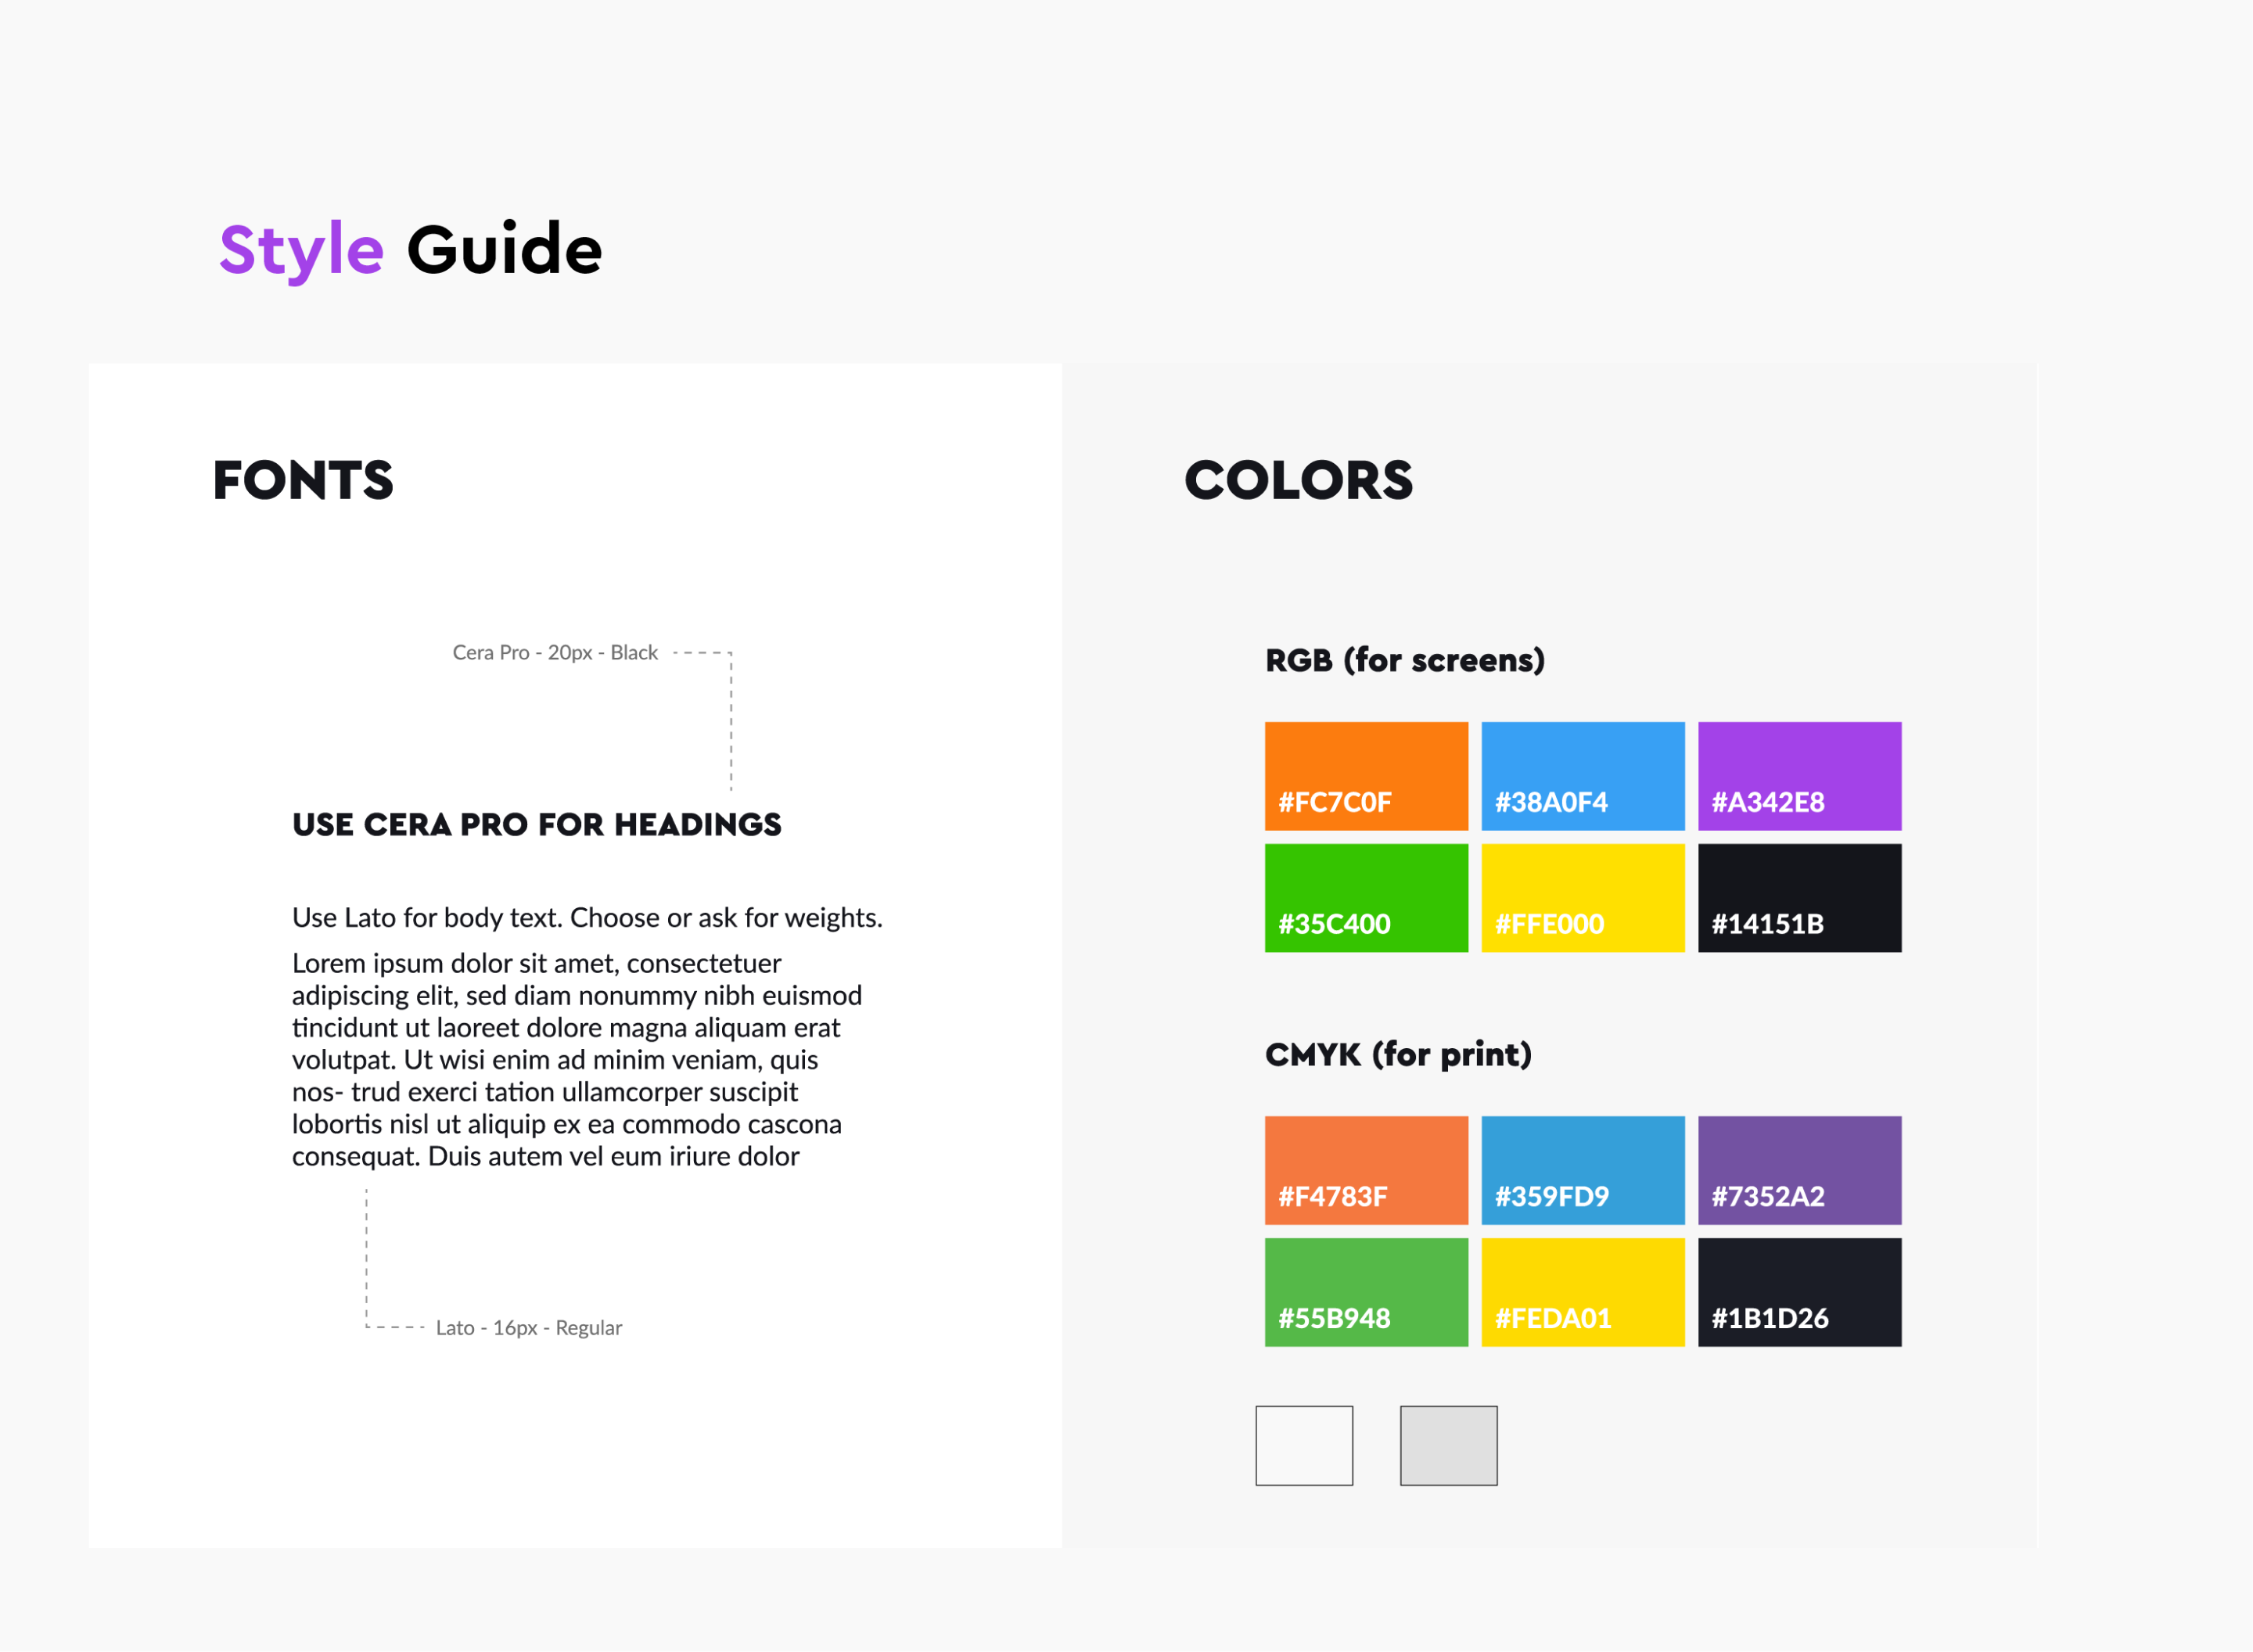 Style Guide
FONTS
Cera Pro - 20px - Black
USE CERA PRO FOR HEADINGS
Use Lato for body text. Choose or ask for weights.
Lorem ipsum dolor sit amet, consectetuer
adipiscing elit, sed diam nonummy nibh euismod
tincidunt ut laoreet dolore magna aliquam erat
volutpat. Ut wisi enim ad minim veniam, quis
nos- trud exerci tation ullamcorper suscipit
lobortis nisl ut aliquip ex ea commodo cascona
consequat. Duis autem vel eum iriure dolor
Lato - 16px - Regular
COLORS
RGB (for screens)
#FC7C0F #38A0F4 #A342E8
#35C400 #FFE000 #14151B
CMYK (for print)
#F4783F #359FD9 #7352A2
#55B948 #FEDA01 #1B1D26